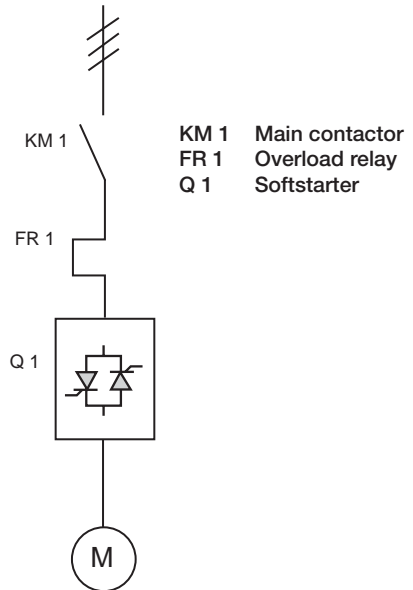 KM 1
KM 1 Main contactor
FR 1 Overload relay
Q 1 Softstarter
FR 1
Q 1
M